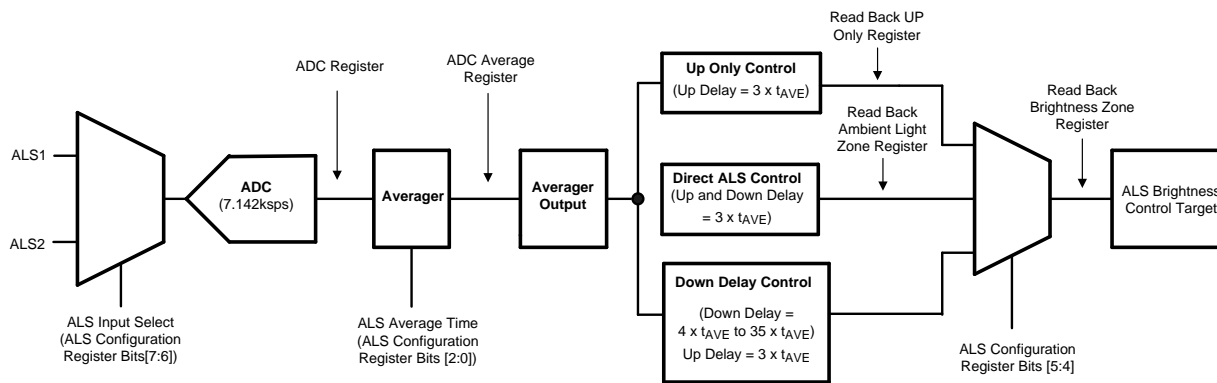 ALS1
ALS2
ALS Input Select
(ALS Configuration
Register Bits[7:6])
ADC
(7.142ksps)
ADC Register
Averager
ALS Average Time
(ALS Configuration
Register Bits [2:0])
ADC Average
Register
Averager
Output
Up Only Control
(Up Delay = 3 x tAVE)
Direct ALS Control
(Up and Down Delay
= 3 x tAVE)
Down Delay Control
(Down Delay =
4 x tAVE to 35 x tAVE)
Up Delay = 3 x tAVE
Read Back UP
Only Register
Read Back
Ambient Light
Zone Register
ALS Configuration
Register Bits [5:4]
Read Back
Brightness Zone
Register
ALS Brightness
Control Target